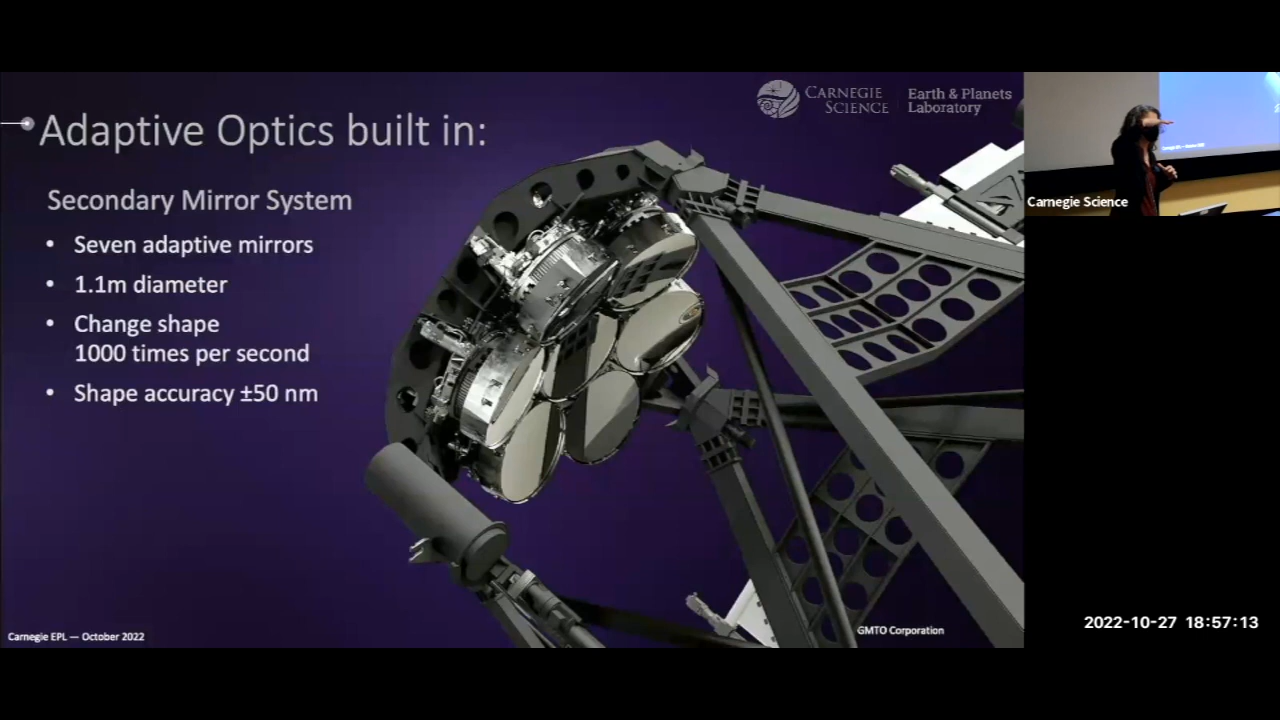 CARNEGIE
SCIENCE
Earth & Planets
Laboratory
Adaptive Optics built in:
Secondary Mirror System
• Seven adaptive mirrors
• 1.1m diameter
• Change shape
1000 times per second
• Shape accuracy ±50 nm
Carnegie EPL — October 2022
GMTO Corporation
Carnegie Science
2022-10-27 18:57:13